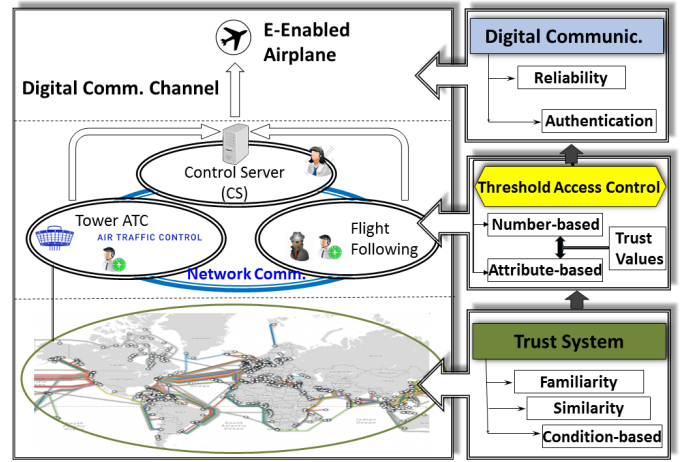 E-Enabled
Airplane
Digital Comm. Channel
Control Server
(CS)
Tower ATC
AIR TRAFFIC CONTROL
Flight
Following
Network Comm.
Digital Communic.
Reliability
Authentication
Threshold Access Control
Number-based
Trust
Values
Attribute-based
Trust System
Familiarity
Similarity
Condition-based